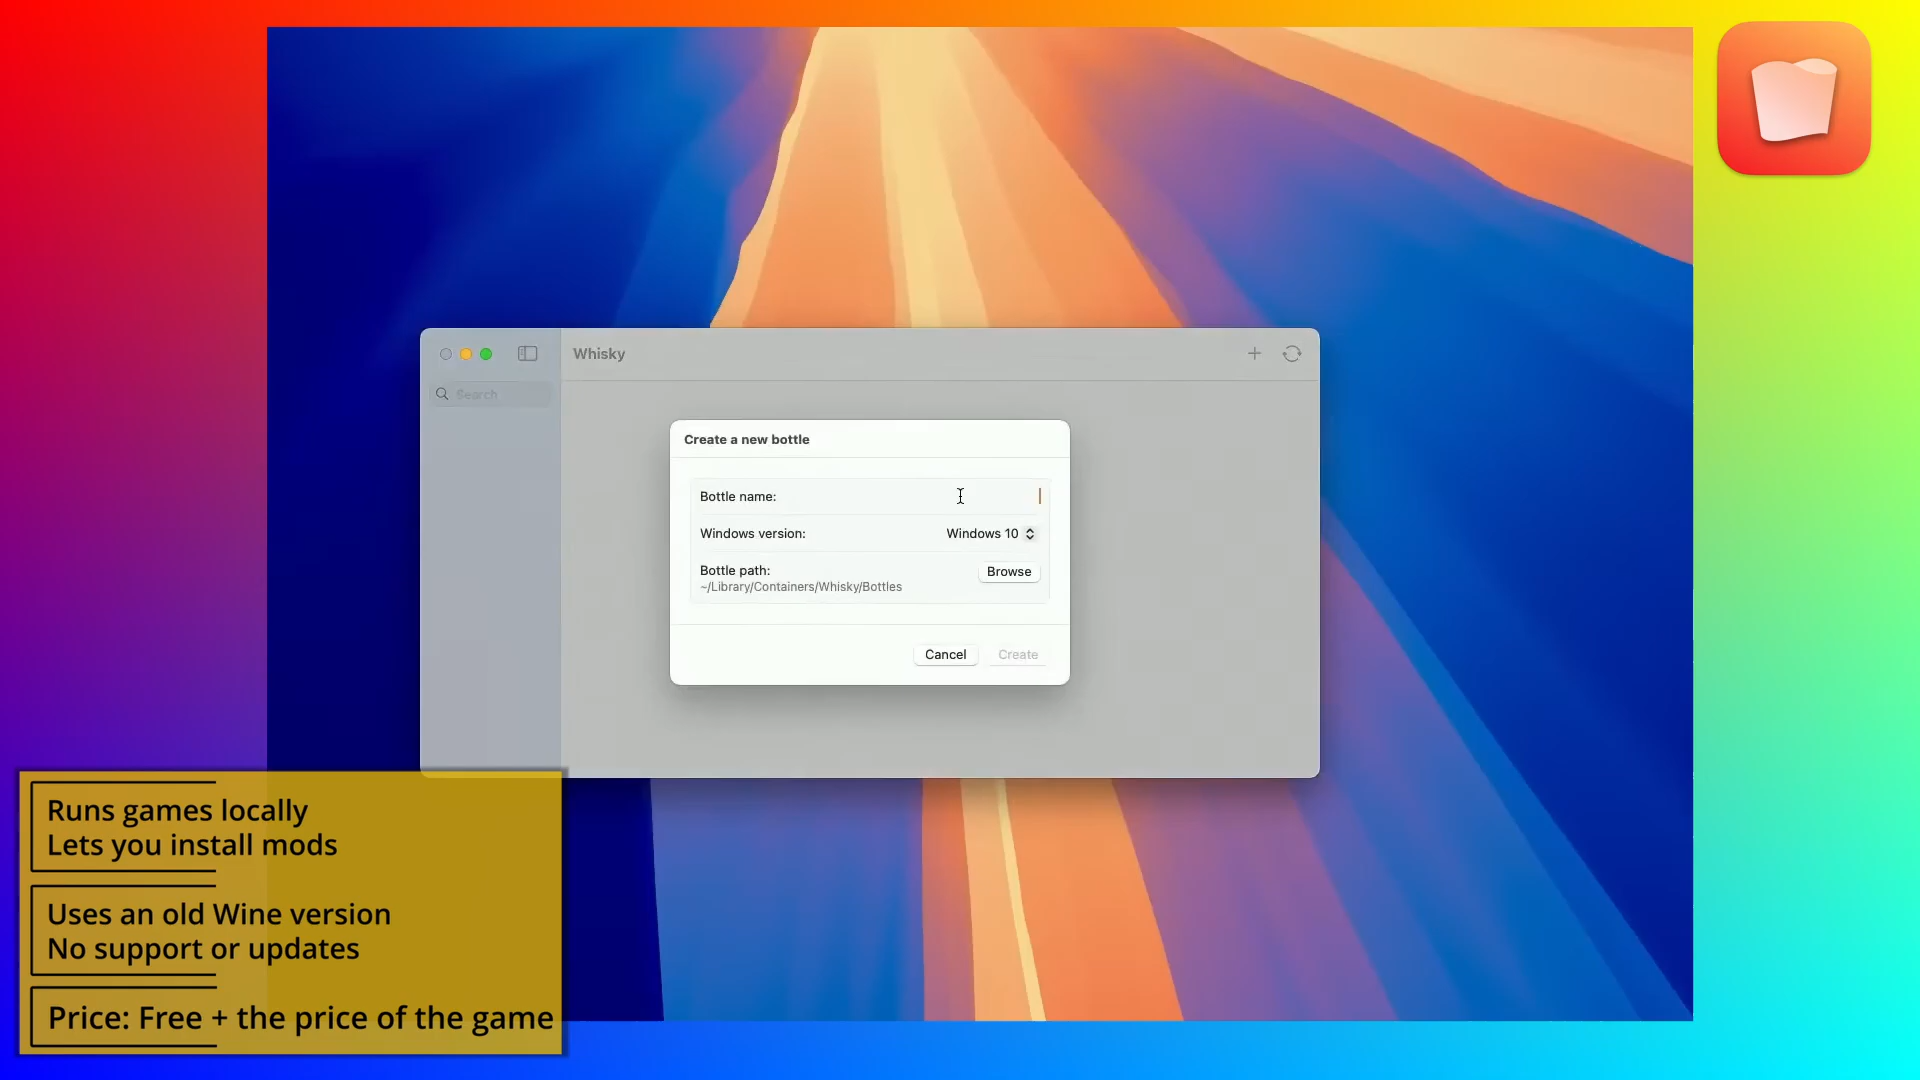 Whisky
Search
Create a new bottle
Bottle name:
Windows version:
Windows 10
Bottle path:
~/Library/Containers/Whisky/Bottles
Browse
Cancel
Create
Runs games locally
Lets you install mods
Uses an old Wine version
No support or updates
Price: Free + the price of the game